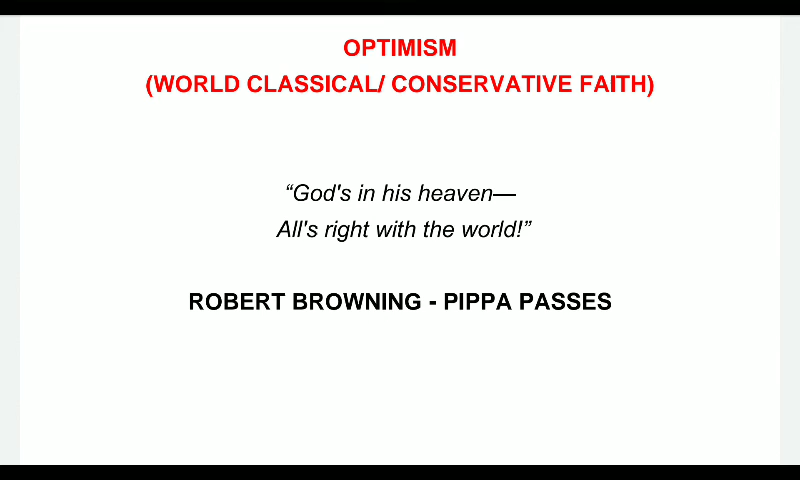 OPTIMISM
(WORLD CLASSICAL/ CONSERVATIVE FAITH)
“God's in his heaven—
All's right with the world!”
ROBERT BROWNING - PIPPA PASSES